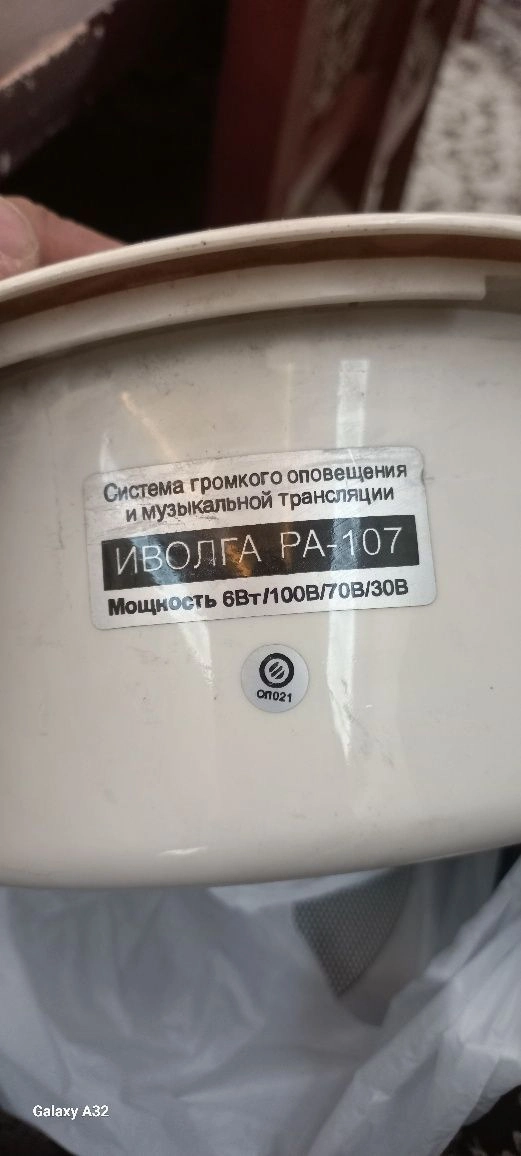 Система громкого оповещения
и музыкальной трансляции
ИВОЛГА РА-107
Мощность 6Вт/100В/70В/30В
ОП021
Galaxy A32